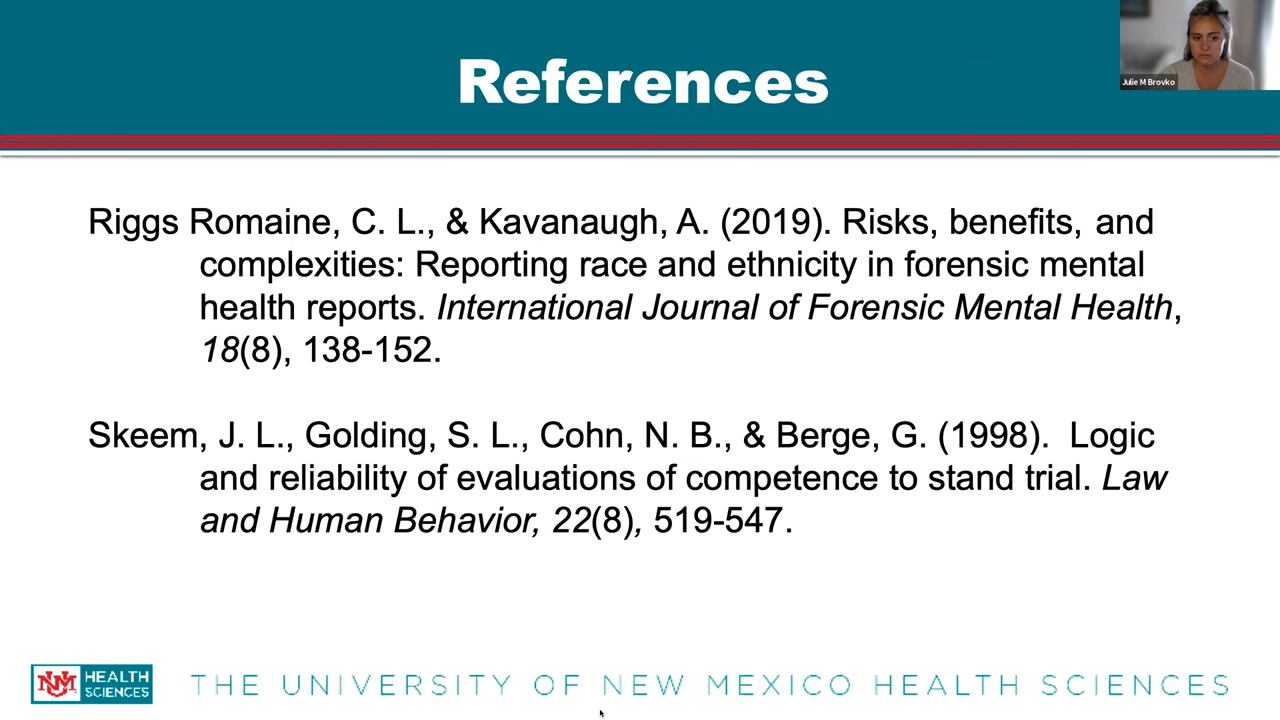 References
Julie M Brovko
Riggs Romaine, C. L., & Kavanaugh, A. (2019). Risks, benefits, and
complexities: Reporting race and ethnicity in forensic mental
health reports. International Journal of Forensic Mental Health,
18(8), 138-152.
Skeem, J. L., Golding, S. L., Cohn, N. B., & Berge, G. (1998). Logic
and reliability of evaluations of competence to stand trial. Law
and Human Behavior, 22(8), 519-547.
UNM HEALTH
SCIENCES
THE UNIVERSITY OF NEW MEXICO HEALTH SCIENCES